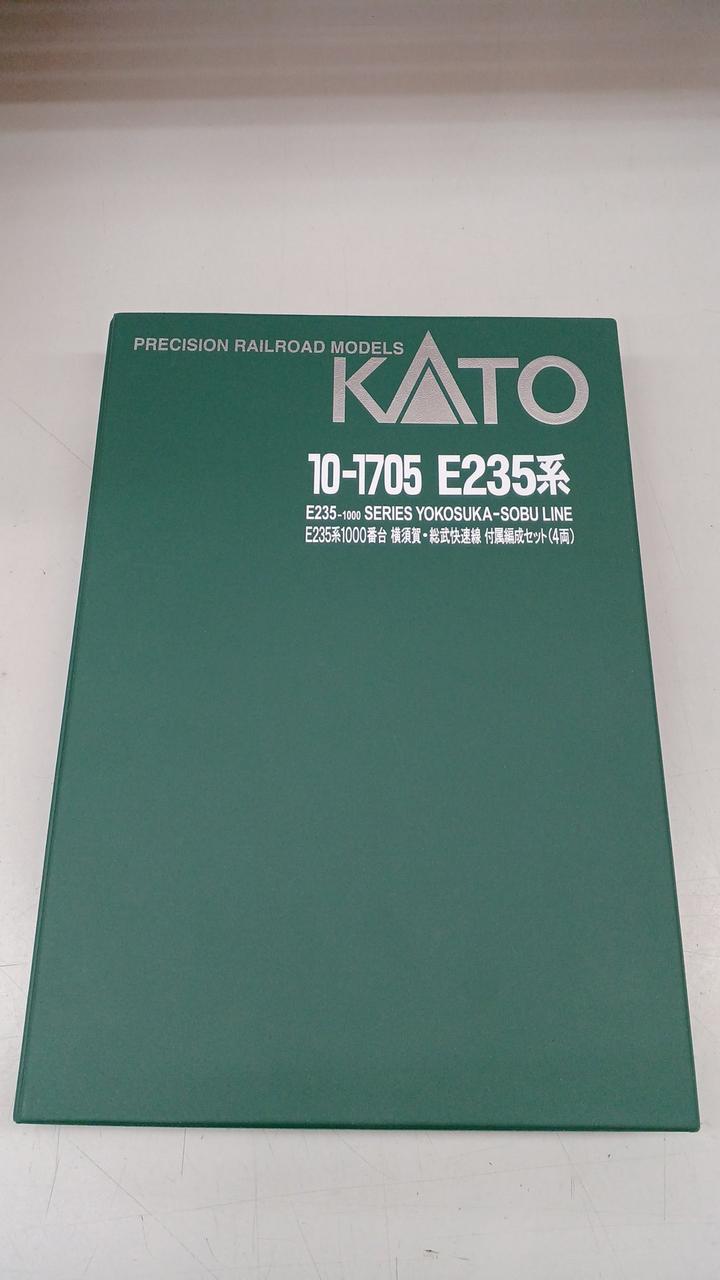 PRECISION RAILROAD MODELS
KATO
10-1705 E235系
E235-1000 SERIES YOKOSUKA-SOBU LINE
E235系1000番台 横須賀・総武快速線 付属編成セット(4両)